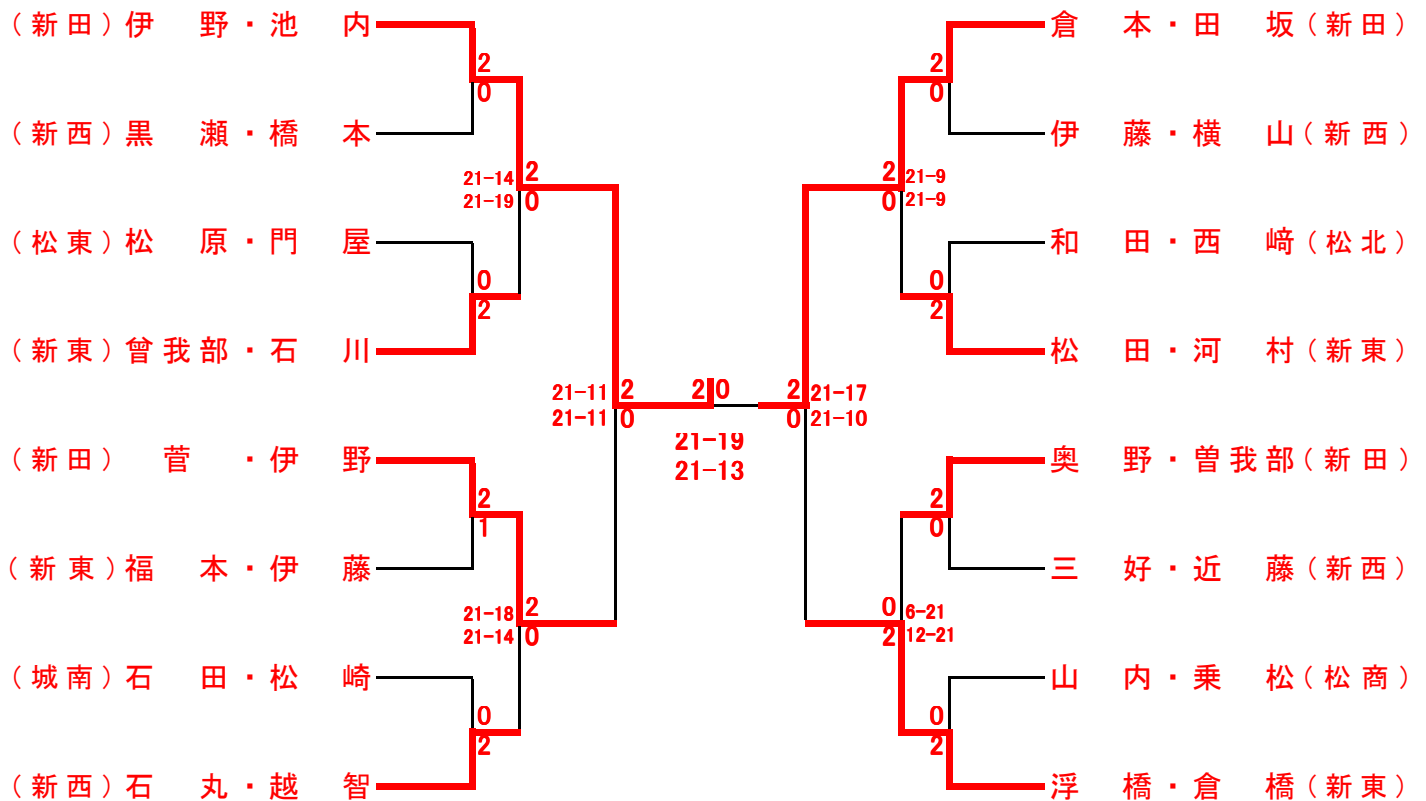 (新田)伊 野・池 内
2
0
(新西)黒 瀬・橋 本
21-14 2
21-19 0
(松東)松 原・門 屋
0
2
(新東)曾我部・石 川
21-11 2
21-11 0
(新田) 菅 ・伊 野
2
1
(新東)福 本・伊 藤
21-18 2
21-14 0
(城南)石 田・松 崎
0
2
(新西)石 丸・越 智
2 0
21-19
21-13
倉 本・田 坂(新田)
2
0
伊 藤・横 山(新西)
2 21-9
0 21-9
和 田・西 﨑(松北)
0
2
松 田・河 村(新東)
2 21-17
0 21-10
奥 野・曽我部(新田)
2
0
三 好・近 藤(新西)
0 6-21
2 12-21
山 内・乗 松(松商)
0
2
浮 橋・倉 橋(新東)